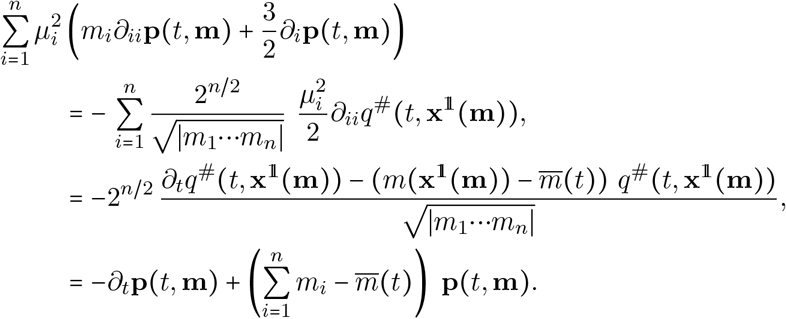 \sum_{i=1}^{n} \mu_i^2 \left( m_i \partial_{ii} \mathbf{p}(t, \mathbf{m}) + \frac{3}{2} \partial_i \mathbf{p}(t, \mathbf{m}) \right)
= - \sum_{i=1}^{n} \frac{2^{n/2}}{\sqrt{|m_1 \cdots m_n|}} \frac{\mu_i^2}{2} \partial_{ii} q^{\#}(t, \mathbf{x}^{\mathbb{1}}(\mathbf{m})),
= -2^{n/2} \frac{\partial_t q^{\#}(t, \mathbf{x}^{\mathbb{1}}(\mathbf{m})) - (m(\mathbf{x}^{\mathbb{1}}(\mathbf{m})) - \overline{m}(t)) \, q^{\#}(t, \mathbf{x}^{\mathbb{1}}(\mathbf{m}))}{\sqrt{|m_1 \cdots m_n|}},
= -\partial_t \mathbf{p}(t, \mathbf{m}) + \left( \sum_{i=1}^{n} m_i - \overline{m}(t) \right) \mathbf{p}(t, \mathbf{m}).